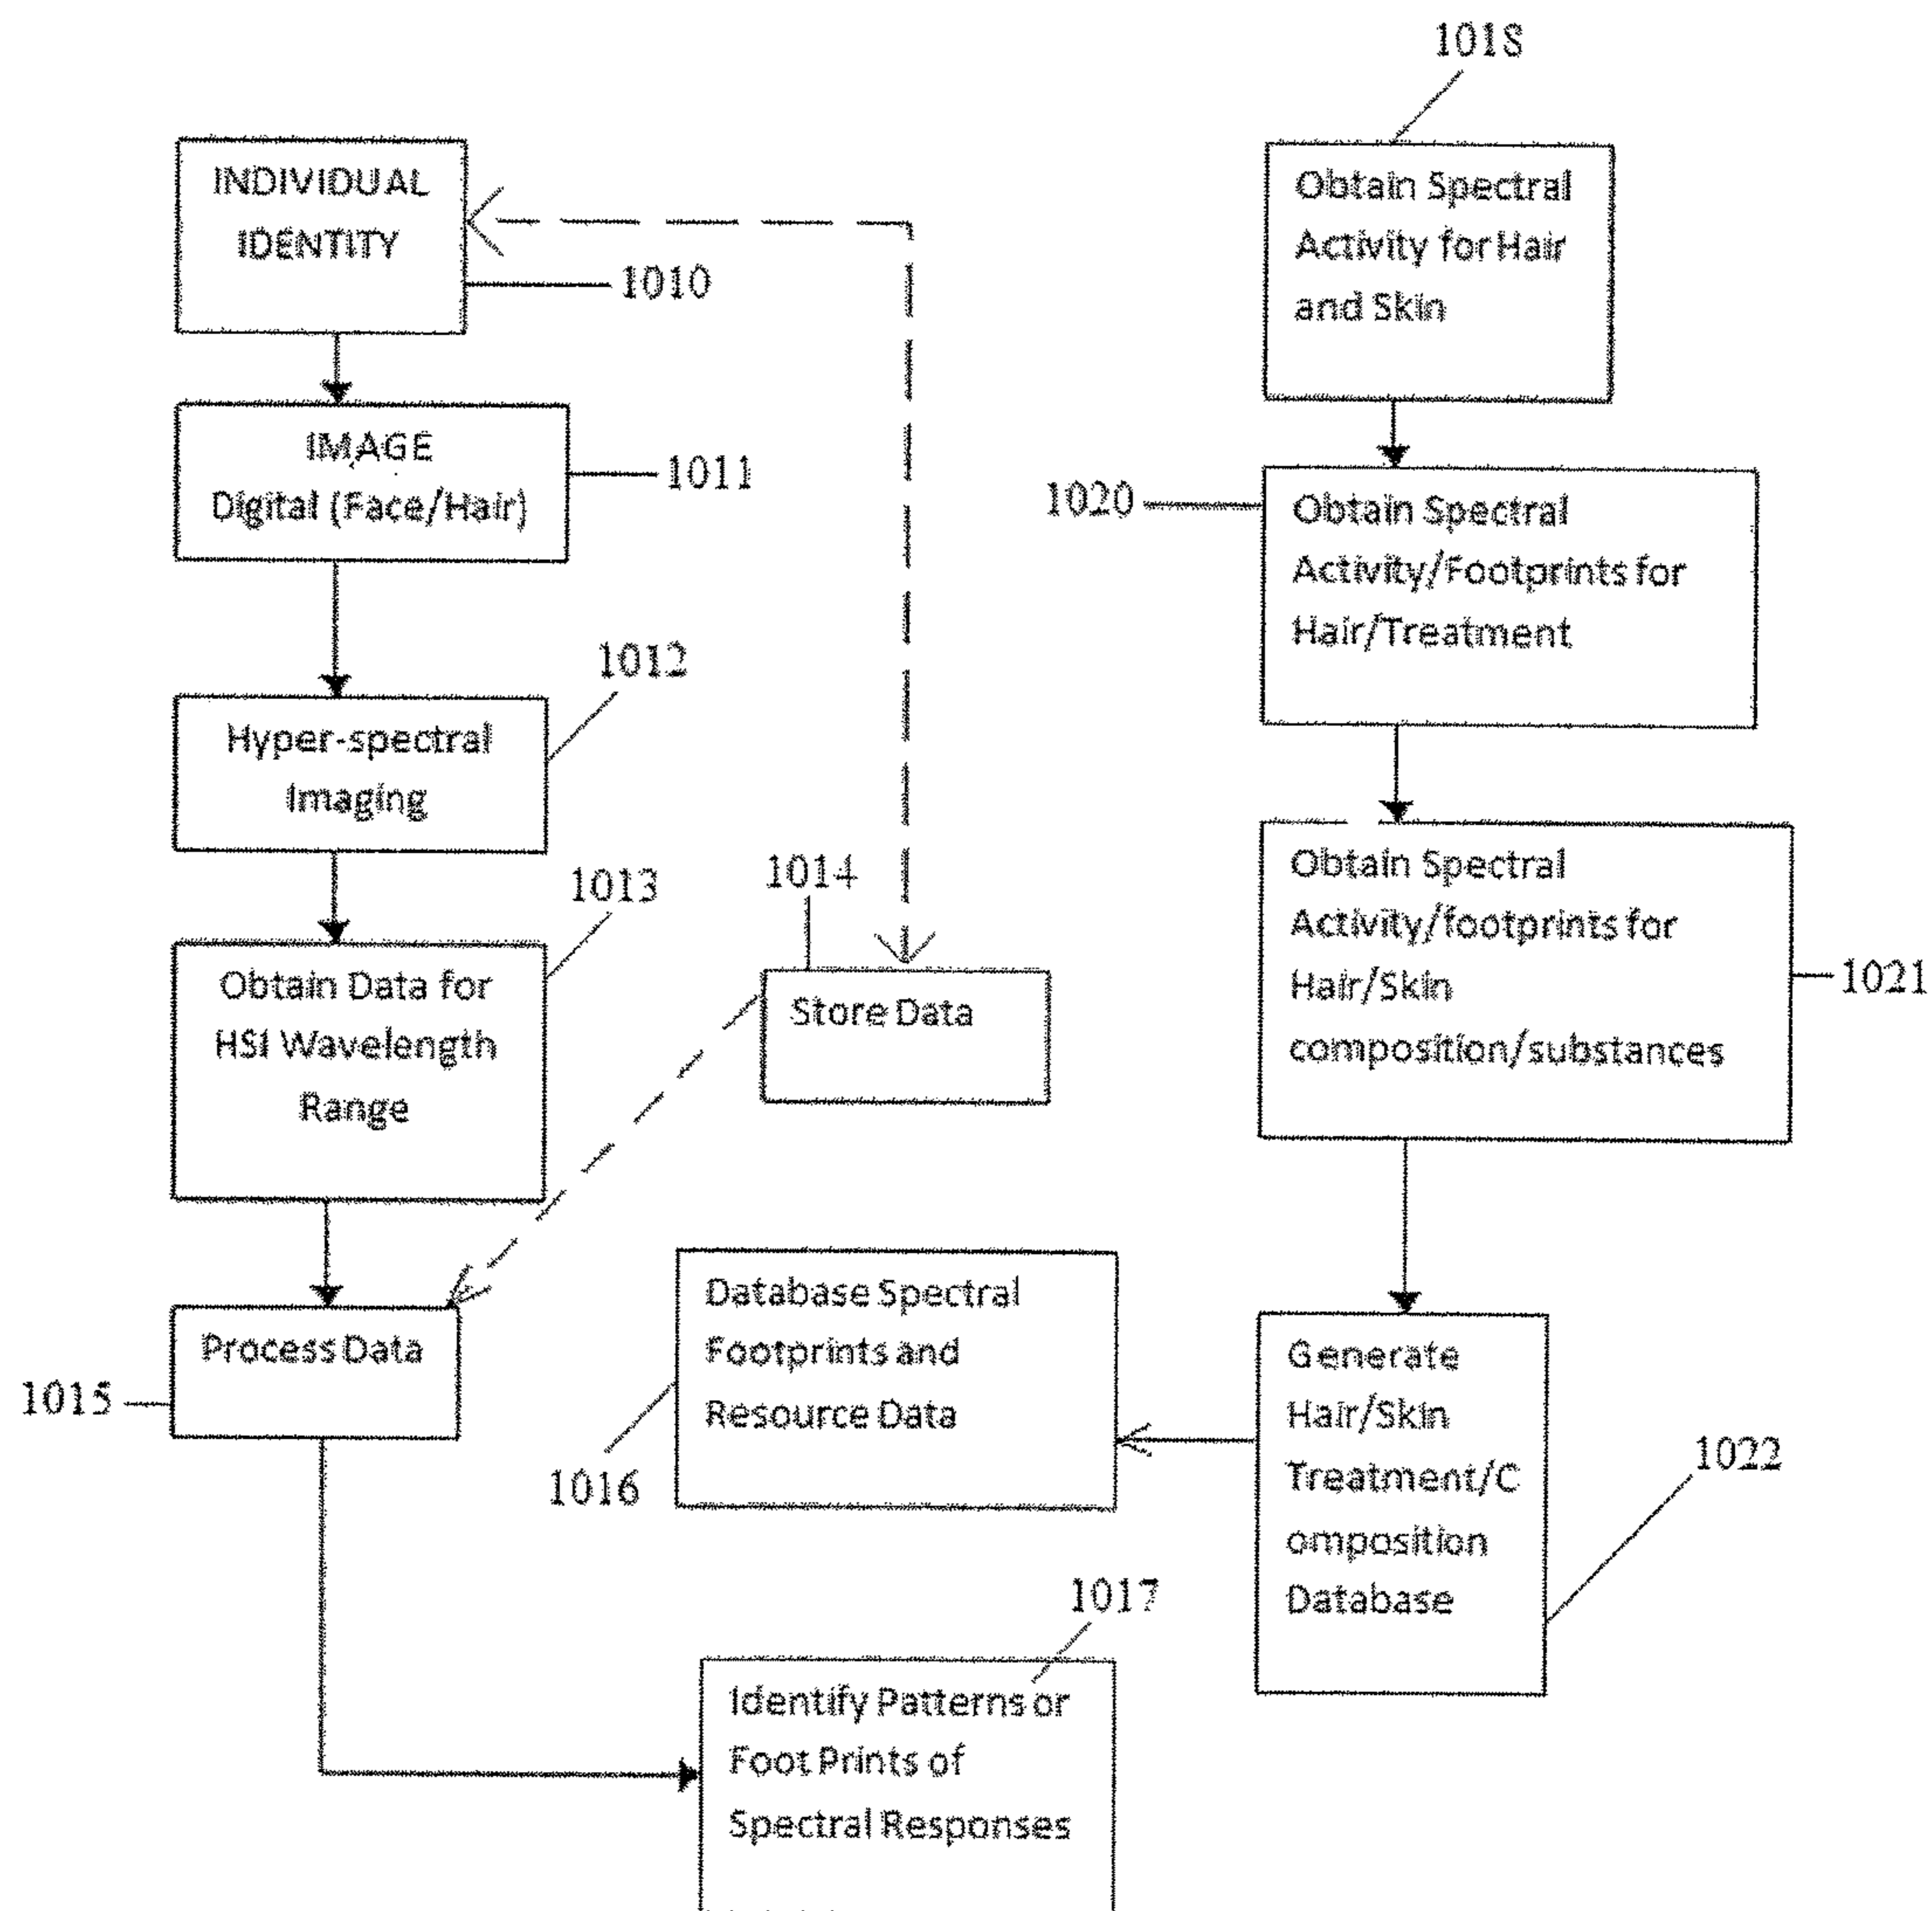 1018
INDIVIDUAL
IDENTITY
1010
IMAGE
Digital (Face/Hair)
1011
1012
Hyper-spectral
Imaging
1013
Obtain Data for
HSI Wavelength
Range
1014
Store Data
Process Data
1015
Database Spectral
Footprints and
Resource Data
1016
1017
Identify Patterns or
Foot Prints of
Spectral Responses
Obtain Spectral
Activity for Hair
and Skin
1020
Obtain Spectral
Activity/Footprints for
Hair/Treatment
Obtain Spectral
Activity/footprints for
Hair/Skin
composition/substances
1021
Generate
Hair/Skin
Treatment/C
omposition
Database
1022